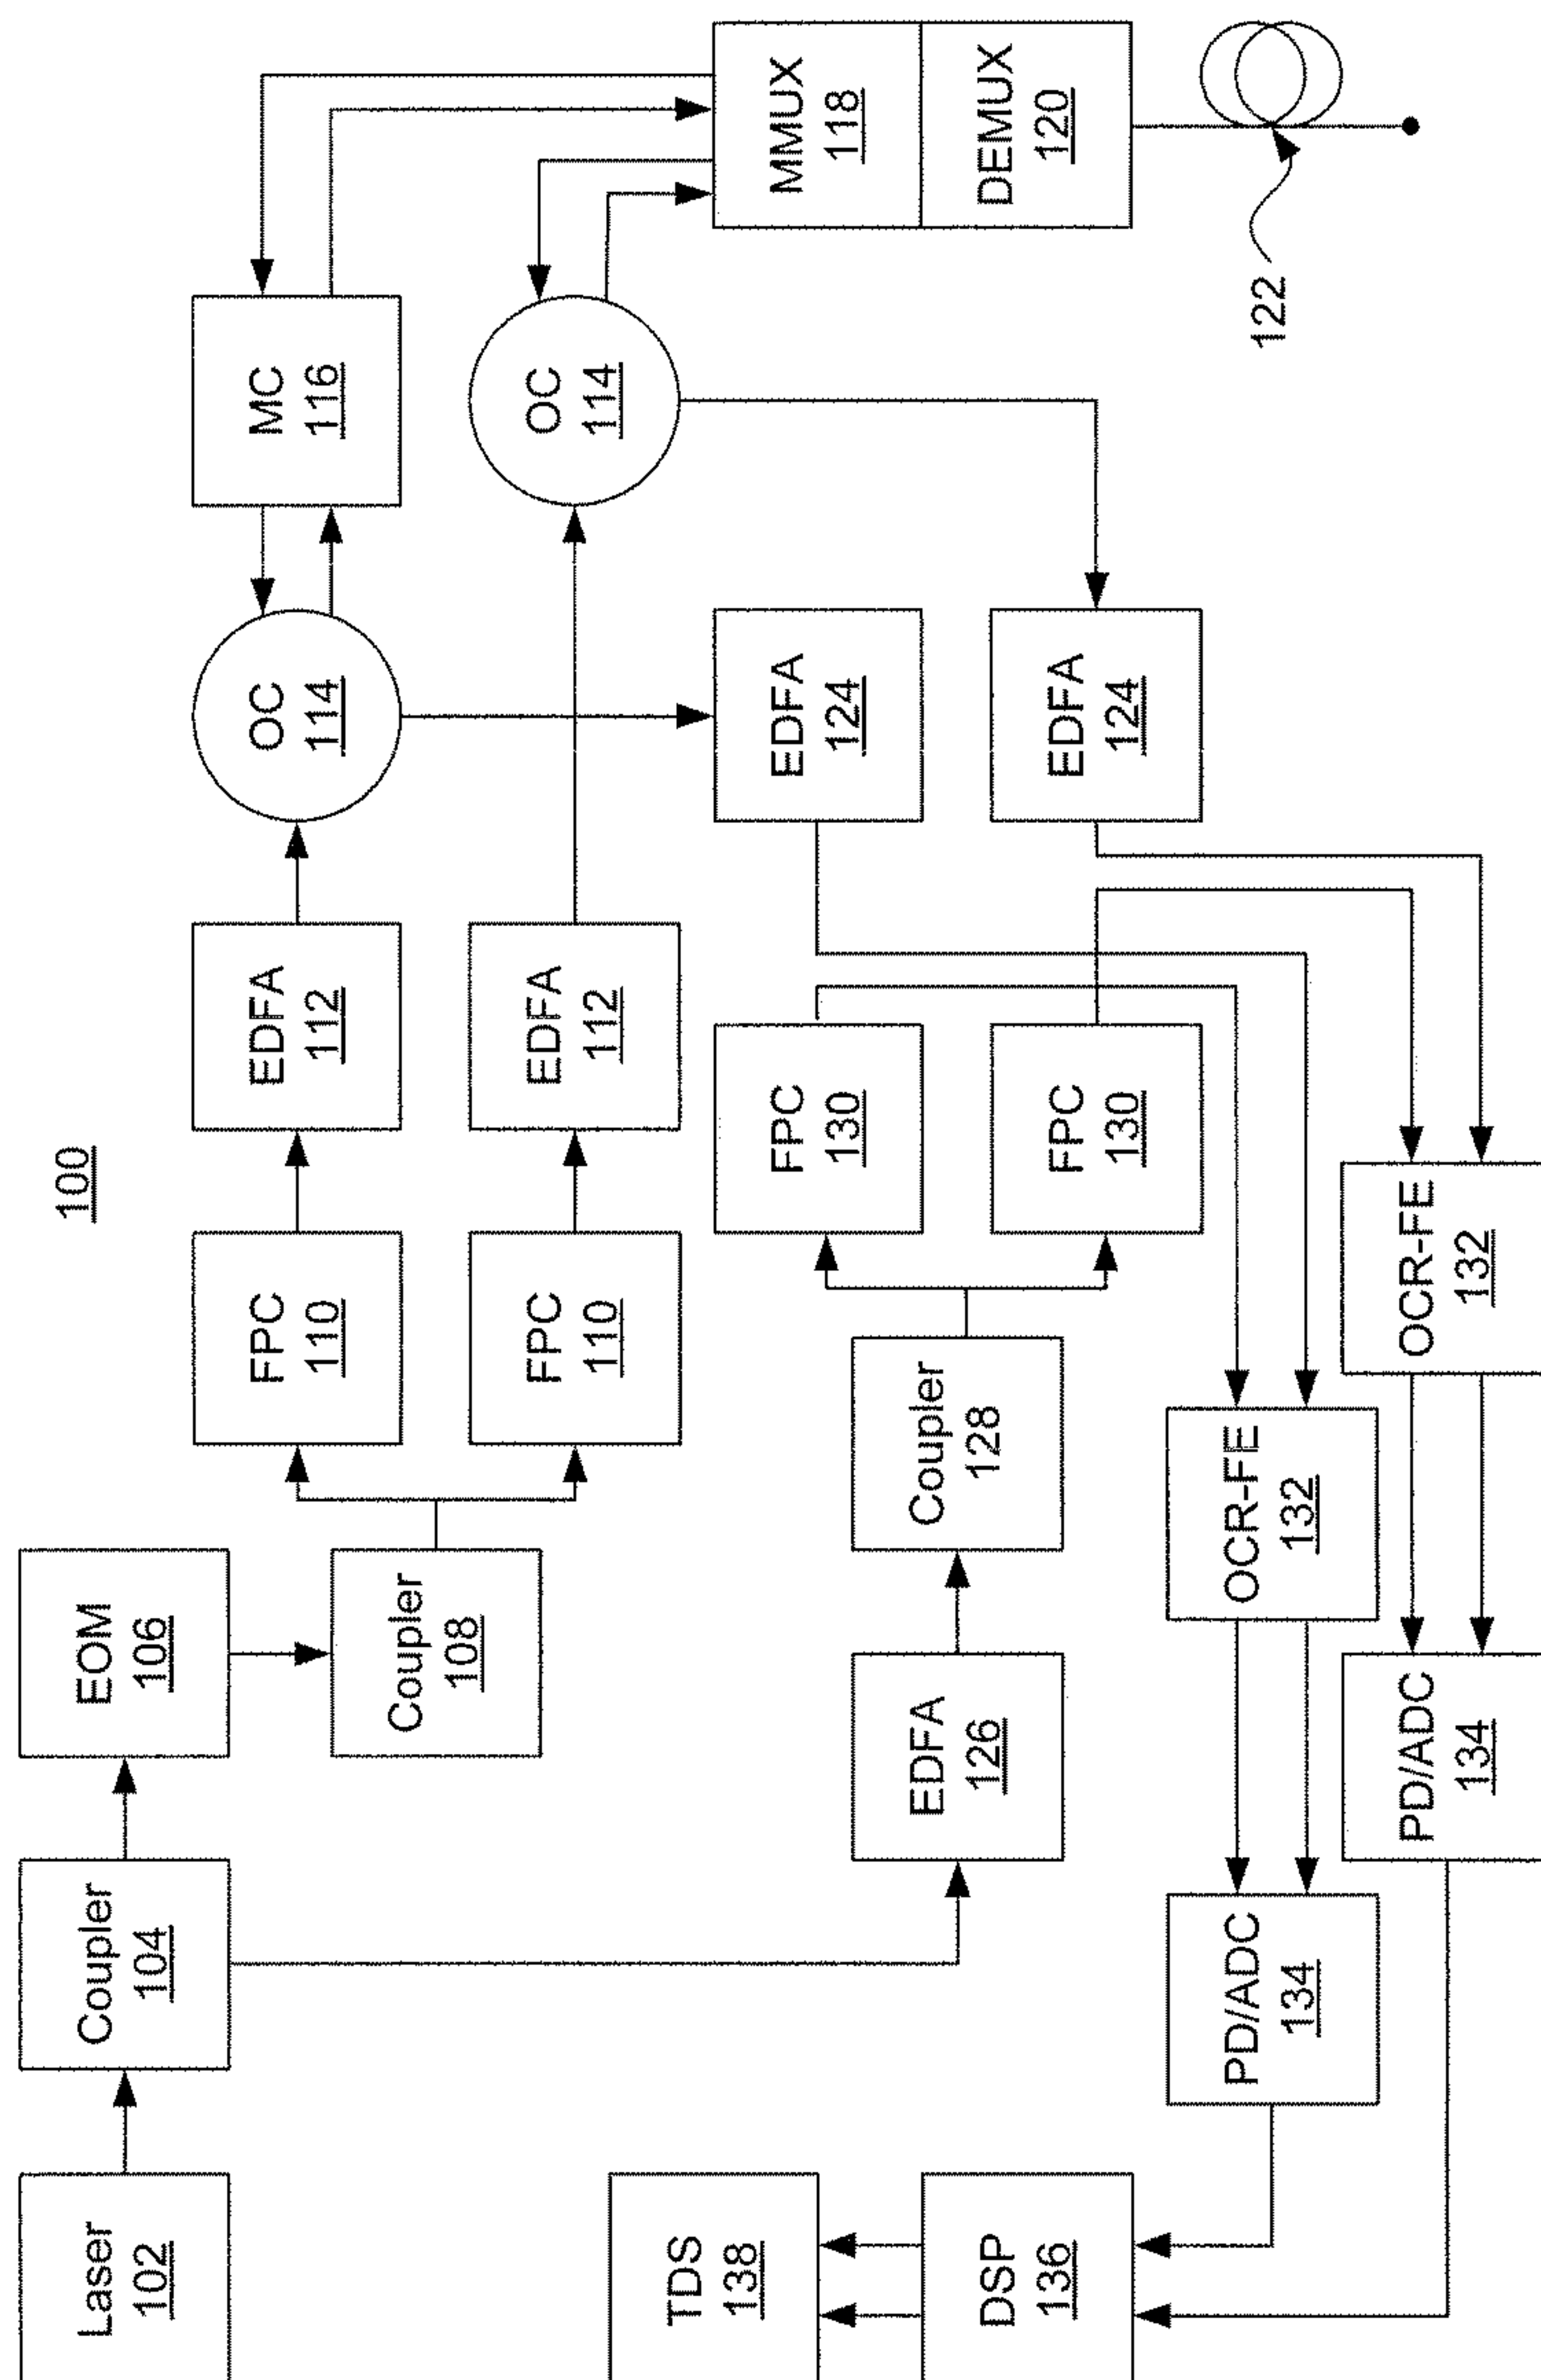 100
Laser
102
Coupler
104
EOM
106
Coupler
108
FPC
110
FPC
110
EDFA
112
EDFA
112
OC
114
OC
114
MC
116
MMUX
118
DEMUX
120
122
EDFA
124
EDFA
124
EDFA
126
Coupler
128
FPC
130
FPC
130
OCR-FE
132
OCR-FE
132
PD/ADC
134
PD/ADC
134
DSP
136
TDS
138